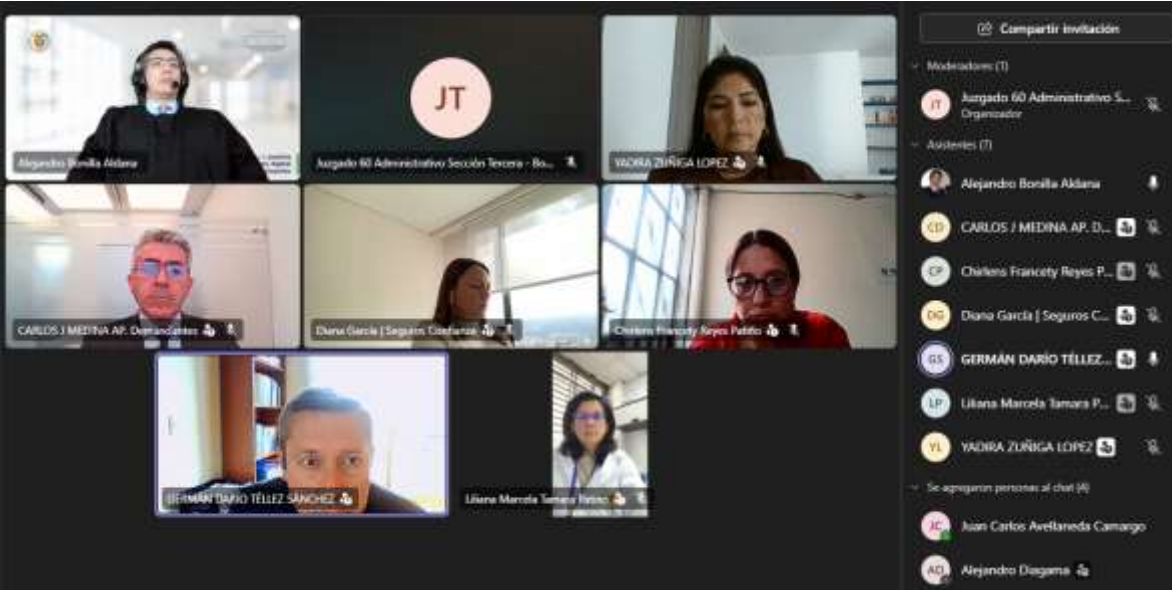 Alejandro Bonilla Aldana
JT
Juzgado 60 Administrativo Sección Tercera - Bo...
YADIRA ZUÑIGA LOPEZ
CARLOS J MEDINA AP. Demandantes
Diana García | Seguros Confianza
Chirlens Francety Reyes Patiño
GERMÁN DARÍO TÉLLEZ SÁNCHEZ
Liliana Marcela Tamara Patino
Compartir invitación
Moderadores (1)
JT
Juzgado 60 Administrativo S...
Organizador
Asistentes (7)
Alejandro Bonilla Aldana
CD
CARLOS J MEDINA AP. D...
CP
Chirlens Francety Reyes P...
DG
Diana García | Seguros C...
GS
GERMÁN DARÍO TÉLLEZ...
LP
Liliana Marcela Tamara P...
YL
YADIRA ZUÑIGA LOPEZ
Se agregaron personas al chat (4)
JC
Juan Carlos Avellaneda Camargo
AD
Alejandro Diagama